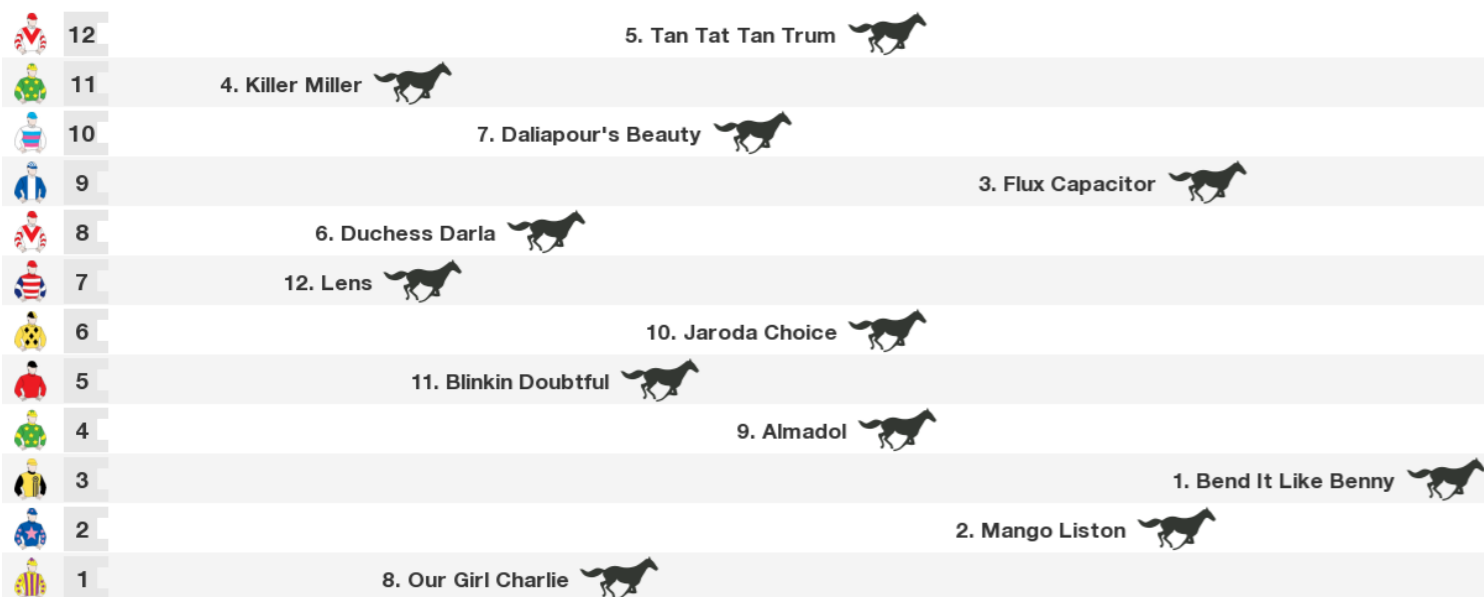 12 5. Tan Tat Tan Trum
11 4. Killer Miller
10 7. Daliapour's Beauty
9 3. Flux Capacitor
8 6. Duchess Darla
7 12. Lens
6 10. Jaroda Choice
5 11. Blinkin Doubtful
4 9. Almadol
3 1. Bend It Like Benny
2 2. Mango Liston
1 8. Our Girl Charlie